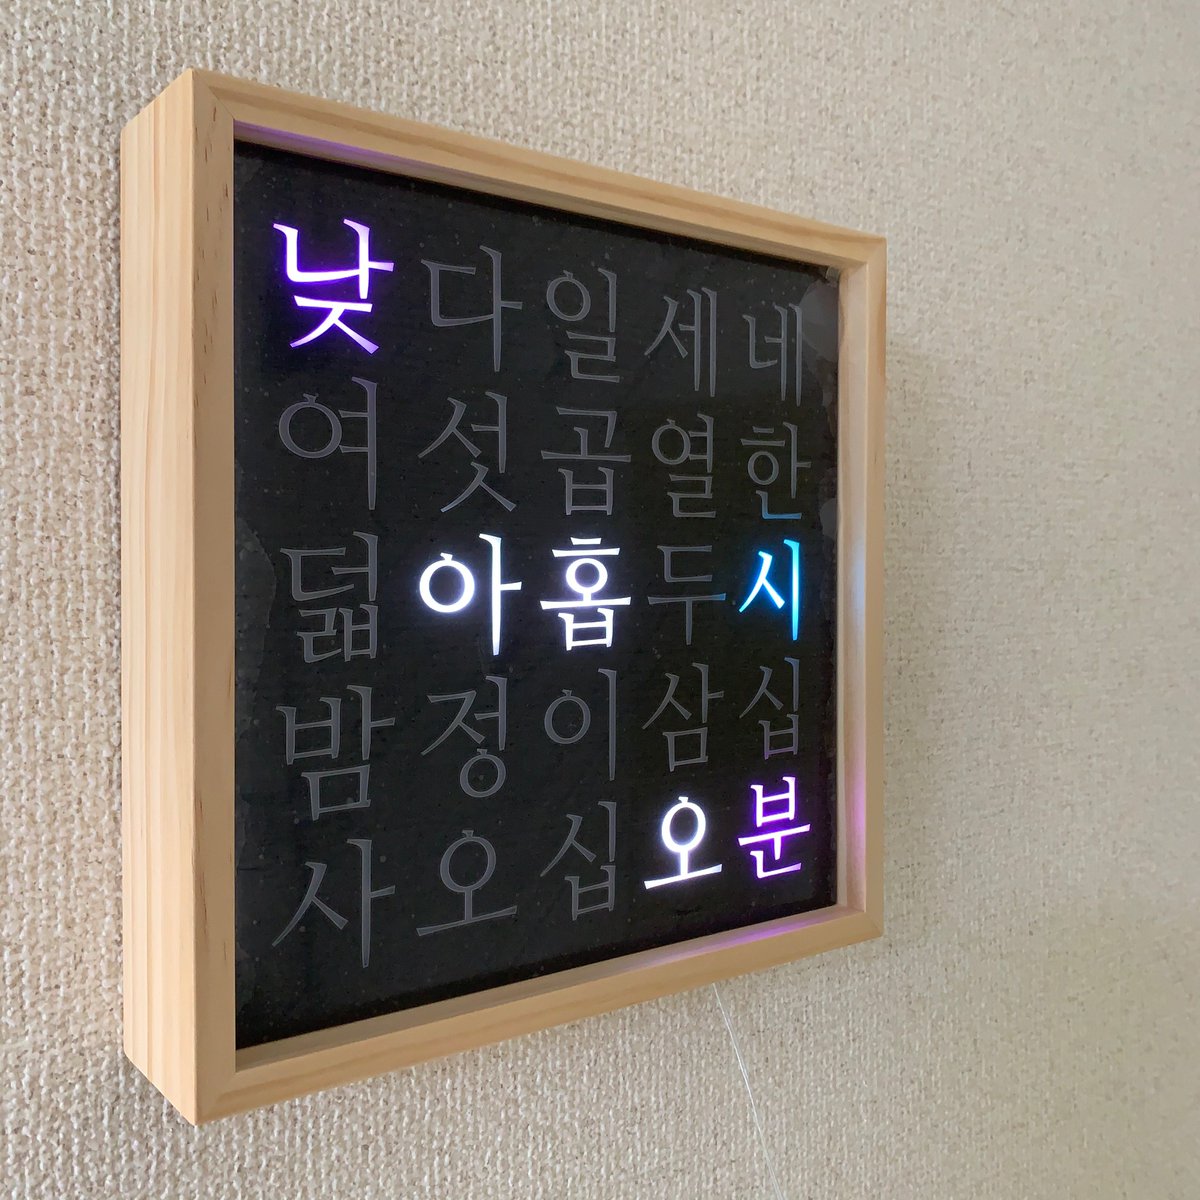 낮 다 일 세 네
여 섯 곱 열 한
덟 아 홉 두 시
밤 정 이 삼 십
사 오 십 오 분